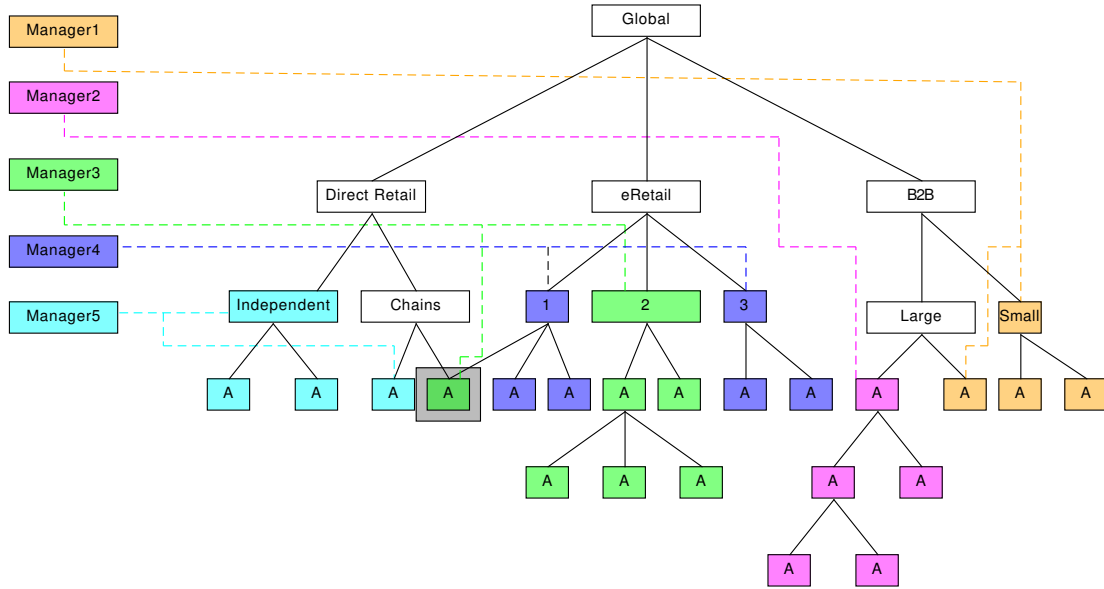 Global
Manager1
Manager2
Manager3
Direct Retail eRetail B2B
Manager4
Independent Chains 1 2 3 Large Small
Manager5
A A A A A A A A A A A A A
A A A A A
A A